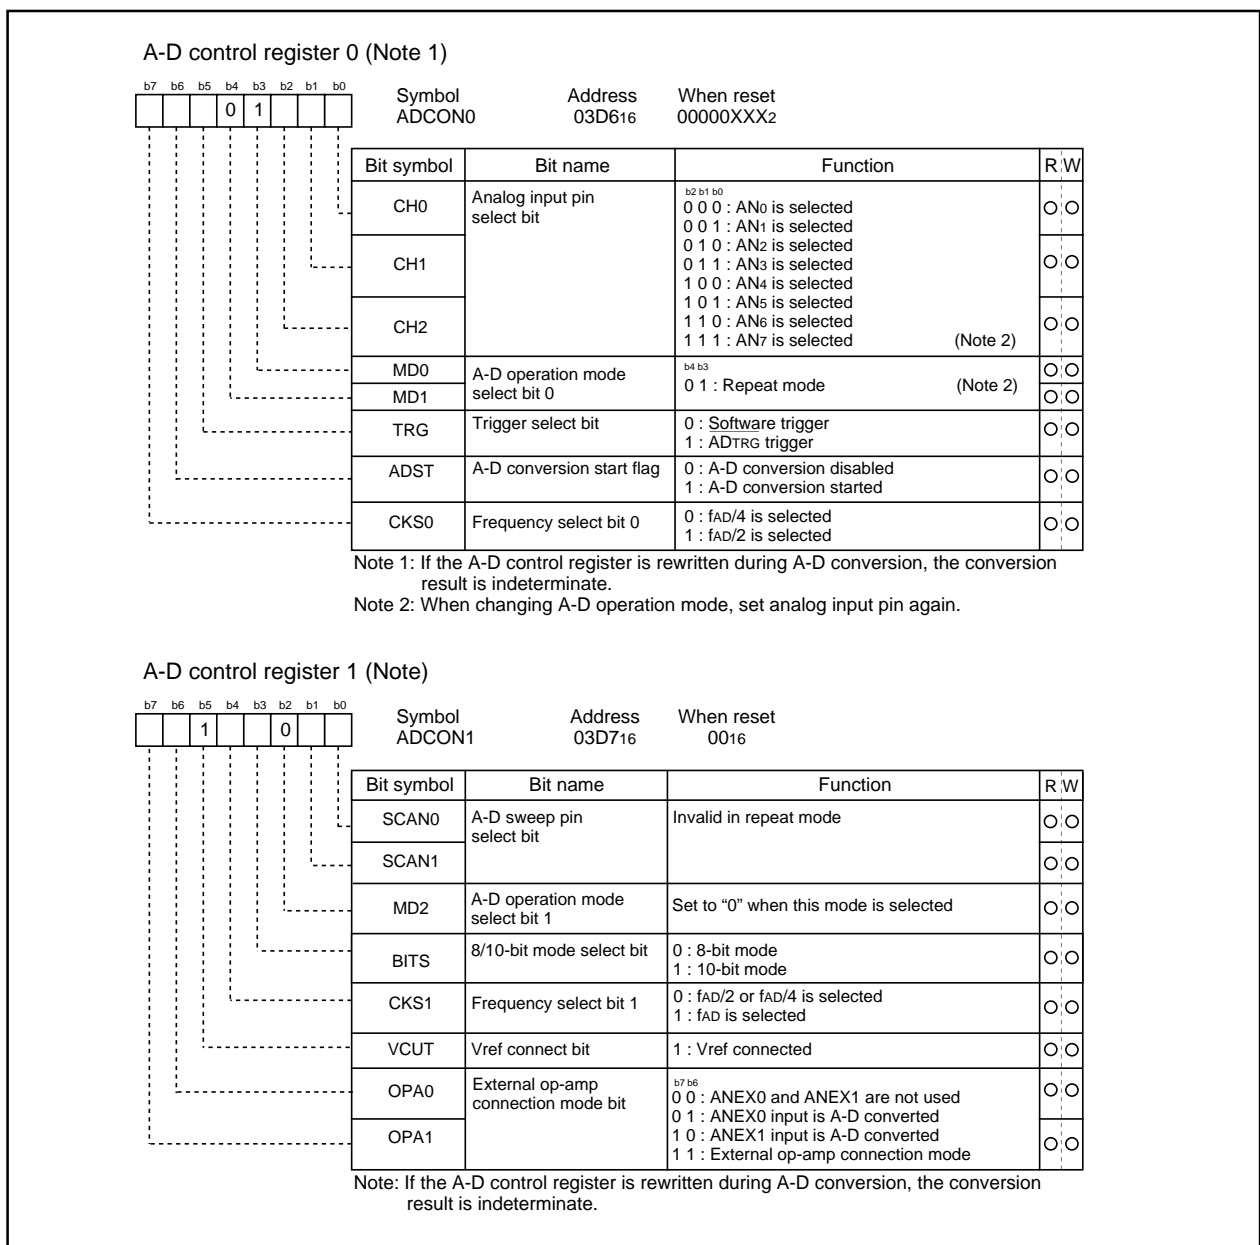 A-D control register 0 (Note 1)
b7 b6 b5 b4 b3 b2 b1 b0
0 1
Symbol Address When reset
ADCON0 03D616 00000XXX2
Bit symbol Bit name Function R W
CH0 Analog input pin select bit
b2 b1 b0
0 0 0 : AN0 is selected
0 0 1 : AN1 is selected
0 1 0 : AN2 is selected
CH1 0 1 1 : AN3 is selected
1 0 0 : AN4 is selected
1 0 1 : AN5 is selected
CH2 1 1 0 : AN6 is selected
1 1 1 : AN7 is selected (Note 2)
MD0 A-D operation mode select bit 0
b4 b3
MD1 0 1 : Repeat mode (Note 2)
TRG Trigger select bit 0 : Software trigger
1 : ADTRG trigger
ADST A-D conversion start flag 0 : A-D conversion disabled
1 : A-D conversion started
CKS0 Frequency select bit 0 0 : fAD/4 is selected
1 : fAD/2 is selected
Note 1: If the A-D control register is rewritten during A-D conversion, the conversion
result is indeterminate.
Note 2: When changing A-D operation mode, set analog input pin again.
A-D control register 1 (Note)
b7 b6 b5 b4 b3 b2 b1 b0
1 0
Symbol Address When reset
ADCON1 03D716 0016
Bit symbol Bit name Function R W
SCAN0 A-D sweep pin select bit Invalid in repeat mode
SCAN1
MD2 A-D operation mode select bit 1 Set to “0” when this mode is selected
BITS 8/10-bit mode select bit 0 : 8-bit mode
1 : 10-bit mode
CKS1 Frequency select bit 1 0 : fAD/2 or fAD/4 is selected
1 : fAD is selected
VCUT Vref connect bit 1 : Vref connected
OPA0 External op-amp connection mode bit
b7 b6
0 0 : ANEX0 and ANEX1 are not used
0 1 : ANEX0 input is A-D converted
OPA1 1 0 : ANEX1 input is A-D converted
1 1 : External op-amp connection mode
Note: If the A-D control register is rewritten during A-D conversion, the conversion
result is indeterminate.